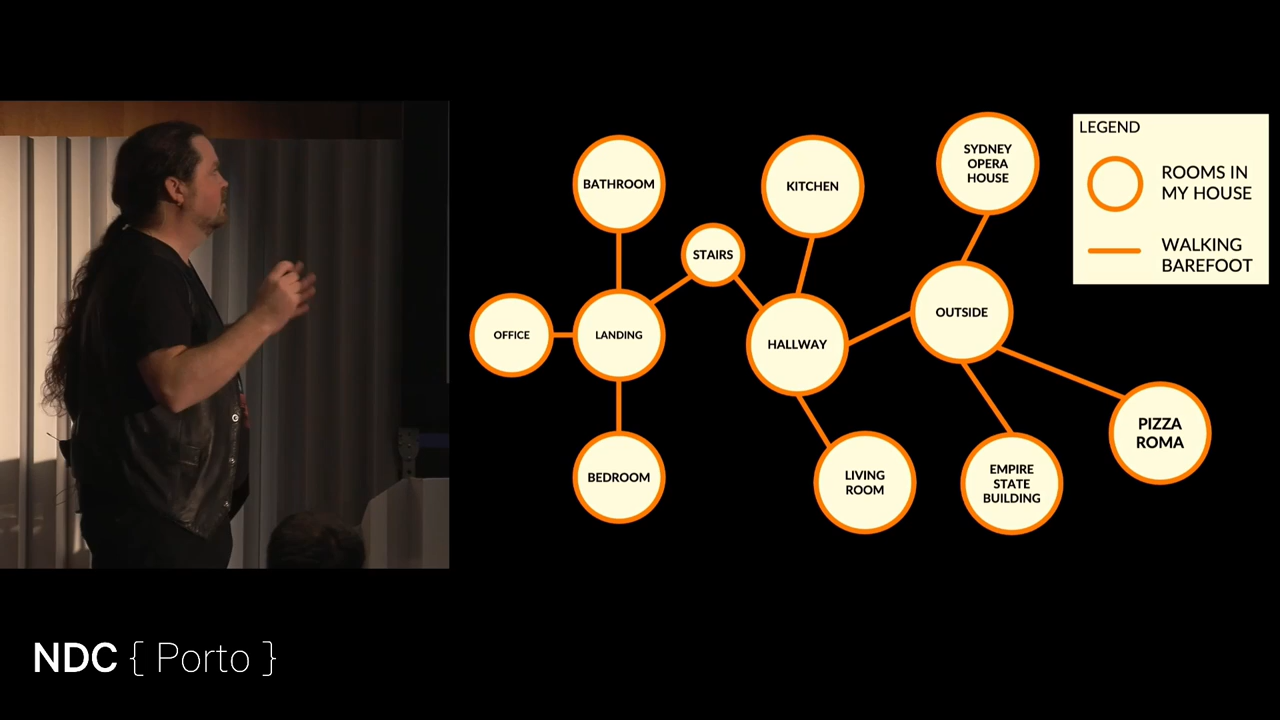 BATHROOM
KITCHEN
SYDNEY
OPERA
HOUSE
LEGEND
ROOMS IN
MY HOUSE
WALKING
BAREFOOT
STAIRS
OFFICE
LANDING
HALLWAY
OUTSIDE
BEDROOM
LIVING
ROOM
EMPIRE
STATE
BUILDING
PIZZA
ROMA
NDC { Porto }